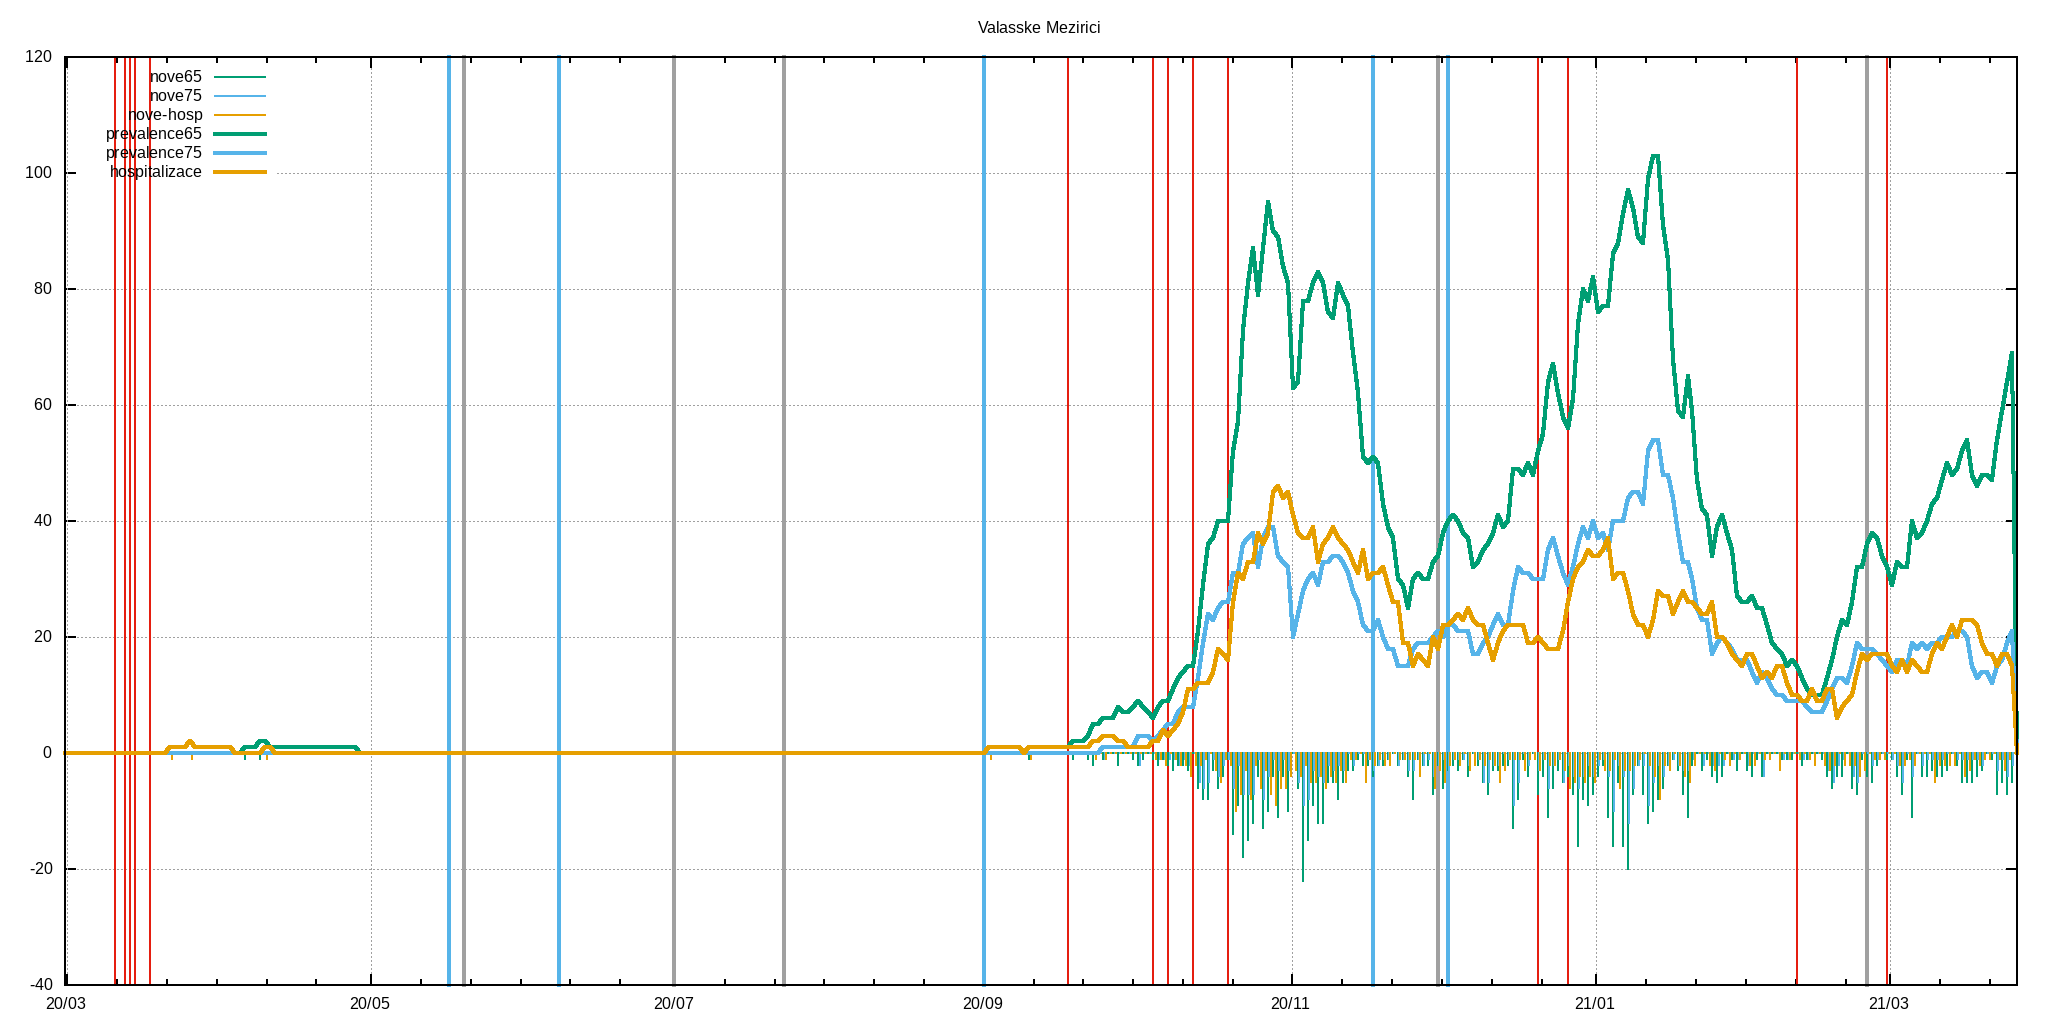 Valasske Mezirici
120
100
80
60
40
20
0
-20
-40
nove65
nove75
nove-hosp
prevalence65
prevalence75
hospitalizace
20/03 20/05 20/07 20/09 20/11 21/01 21/03